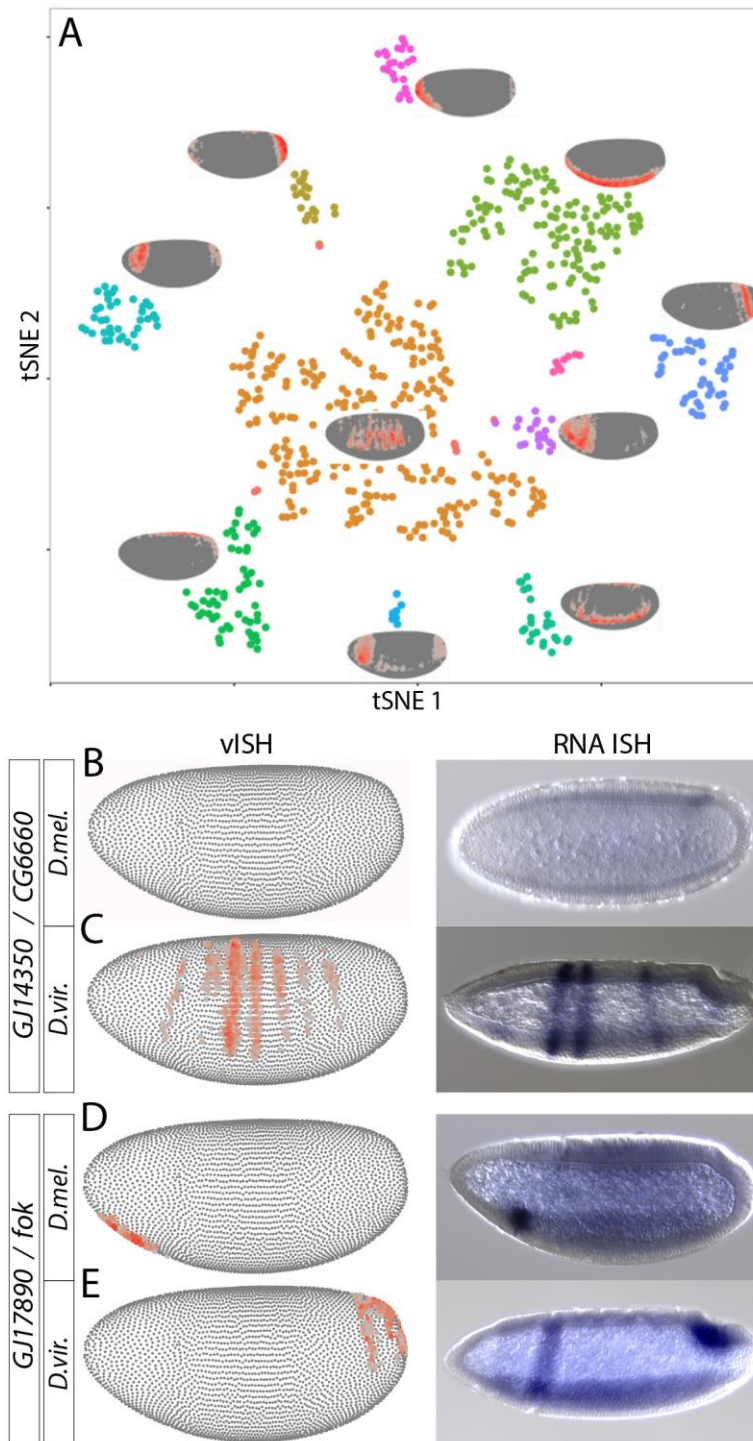 A
tSNE 2
tSNE 1
vISH
RNA ISH
GJ14350 / CG6660
D.mel.
B
D.vir.
C
GJ17890 / fok
D.mel.
D
D.vir.
E